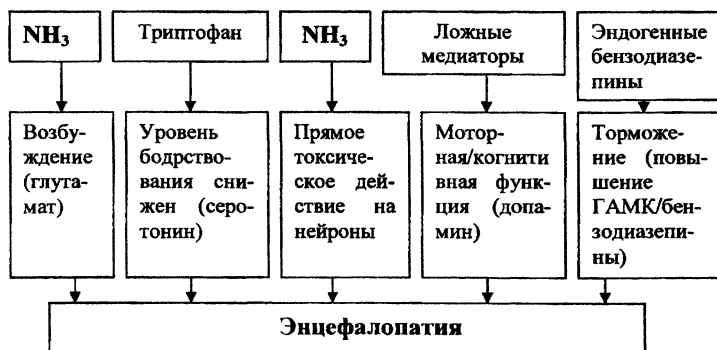 NH₃
Триптофан
NH₃
Ложные
медиаторы
Эндогенные
бензодиазе-
пины
Возбу-
ждение
(глута-
мат)
Уровень
бодрство-
вания сни-
жен (серо-
тонин)
Прямое
токсиче-
ское дей-
ствие на
нейроны
Мотор-
ная/когнити
вная функ-
ция (допа-
мин)
Торможе-
ние (повы-
шение
ГАМК/бен-
зодиазепи-
ны)
Энцефалопатия